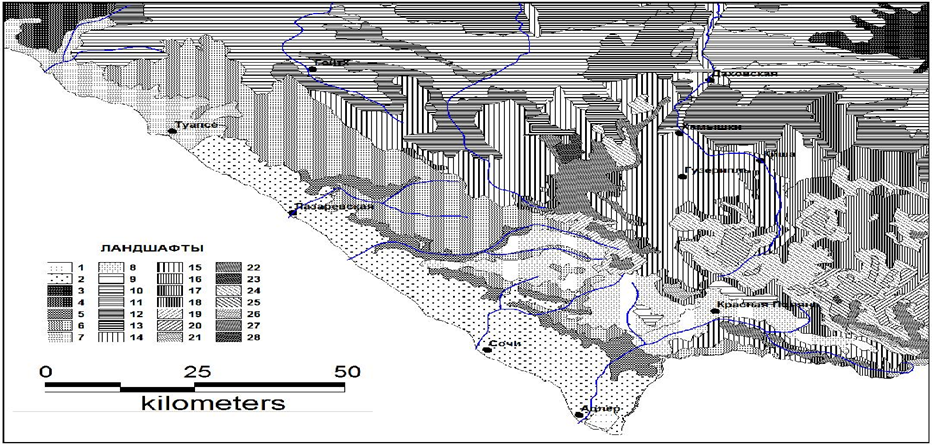 Даховская
Туапсе
Гузерипль
Лазаревская
ЛАНДШАФТЫ
1 8 15 22
2 9 16 23
3 10 17 24
4 11 18 25
5 12 19 26
6 13 20 27
7 14 21 28
Красная Поляна
Сочи
0 25 50
kilometers
Адлер